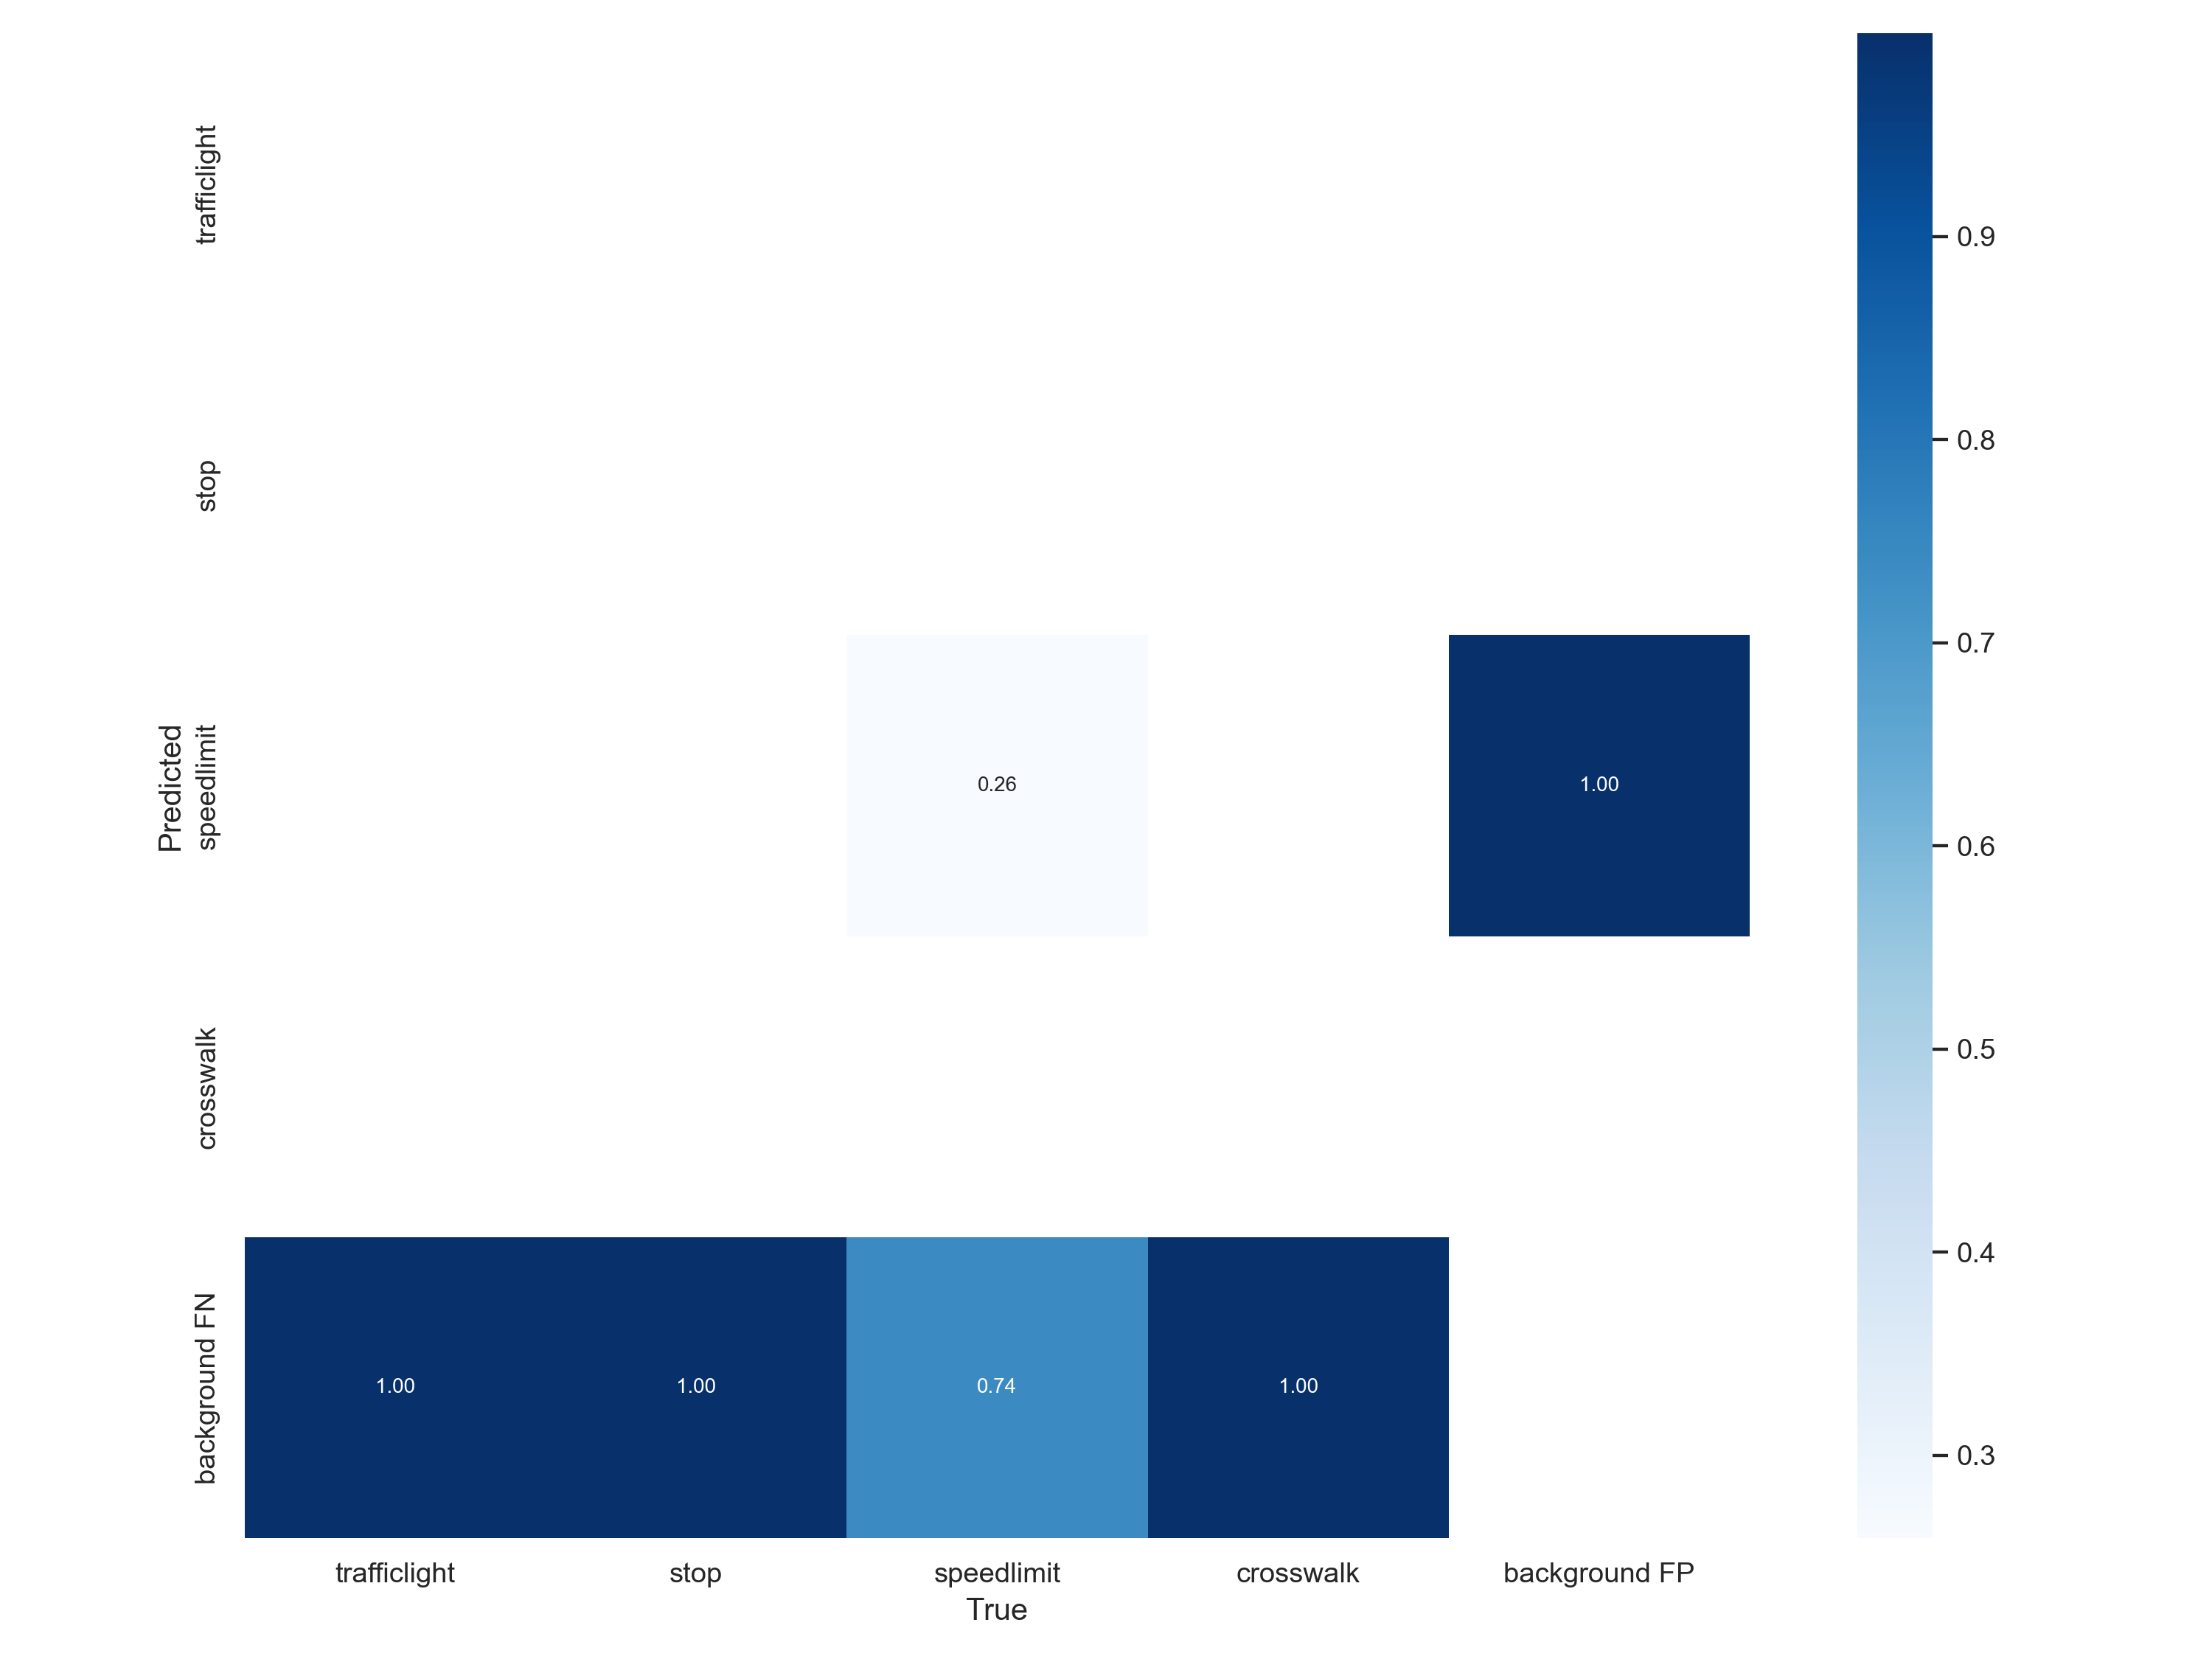 trafficlight
stop
Predicted
speedlimit
crosswalk
background FN
0.26
1.00
1.00
1.00
0.74
1.00
trafficlight
stop
speedlimit
crosswalk
background FP
True
0.9
0.8
0.7
0.6
0.5
0.4
0.3